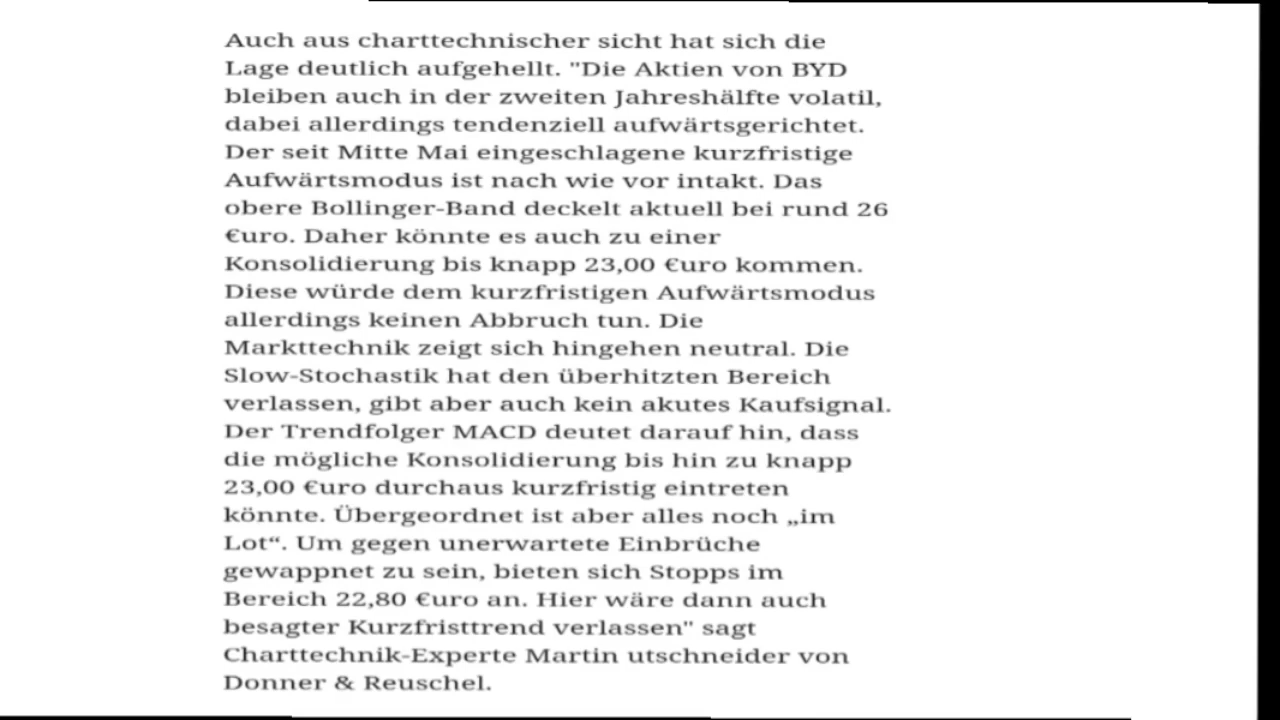 Auch aus charttechnischer sicht hat sich die
Lage deutlich aufgehellt. "Die Aktien von BYD
bleiben auch in der zweiten Jahreshälfte volatil,
dabei allerdings tendenziell aufwärtsgerichtet.
Der seit Mitte Mai eingeschlagene kurzfristige
Aufwärtsmodus ist nach wie vor intakt. Das
obere Bollinger-Band deckelt aktuell bei rund 26
€uro. Daher könnte es auch zu einer
Konsolidierung bis knapp 23,00 €uro kommen.
Diese würde dem kurzfristigen Aufwärtsmodus
allerdings keinen Abbruch tun. Die
Markttechnik zeigt sich hingehen neutral. Die
Slow-Stochastik hat den überhitzten Bereich
verlassen, gibt aber auch kein akutes Kaufsignal.
Der Trendfolger MACD deutet darauf hin, dass
die mögliche Konsolidierung bis hin zu knapp
23,00 €uro durchaus kurzfristig eintreten
könnte. Übergeordnet ist aber alles noch „im
Lot“. Um gegen unerwartete Einbrüche
gewappnet zu sein, bieten sich Stopps im
Bereich 22,80 €uro an. Hier wäre dann auch
besagter Kurzfristtrend verlassen" sagt
Charttechnik-Experte Martin utschneider von
Donner & Reuschel.